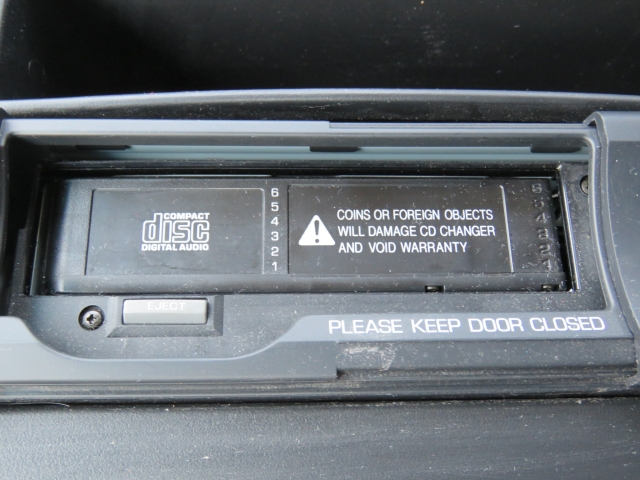 COMPACT
disc
DIGITAL AUDIO
6
5
4
3
2
1
COINS OR FOREIGN OBJECTS
WILL DAMAGE CD CHANGER
AND VOID WARRANTY
EJECT
PLEASE KEEP DOOR CLOSED